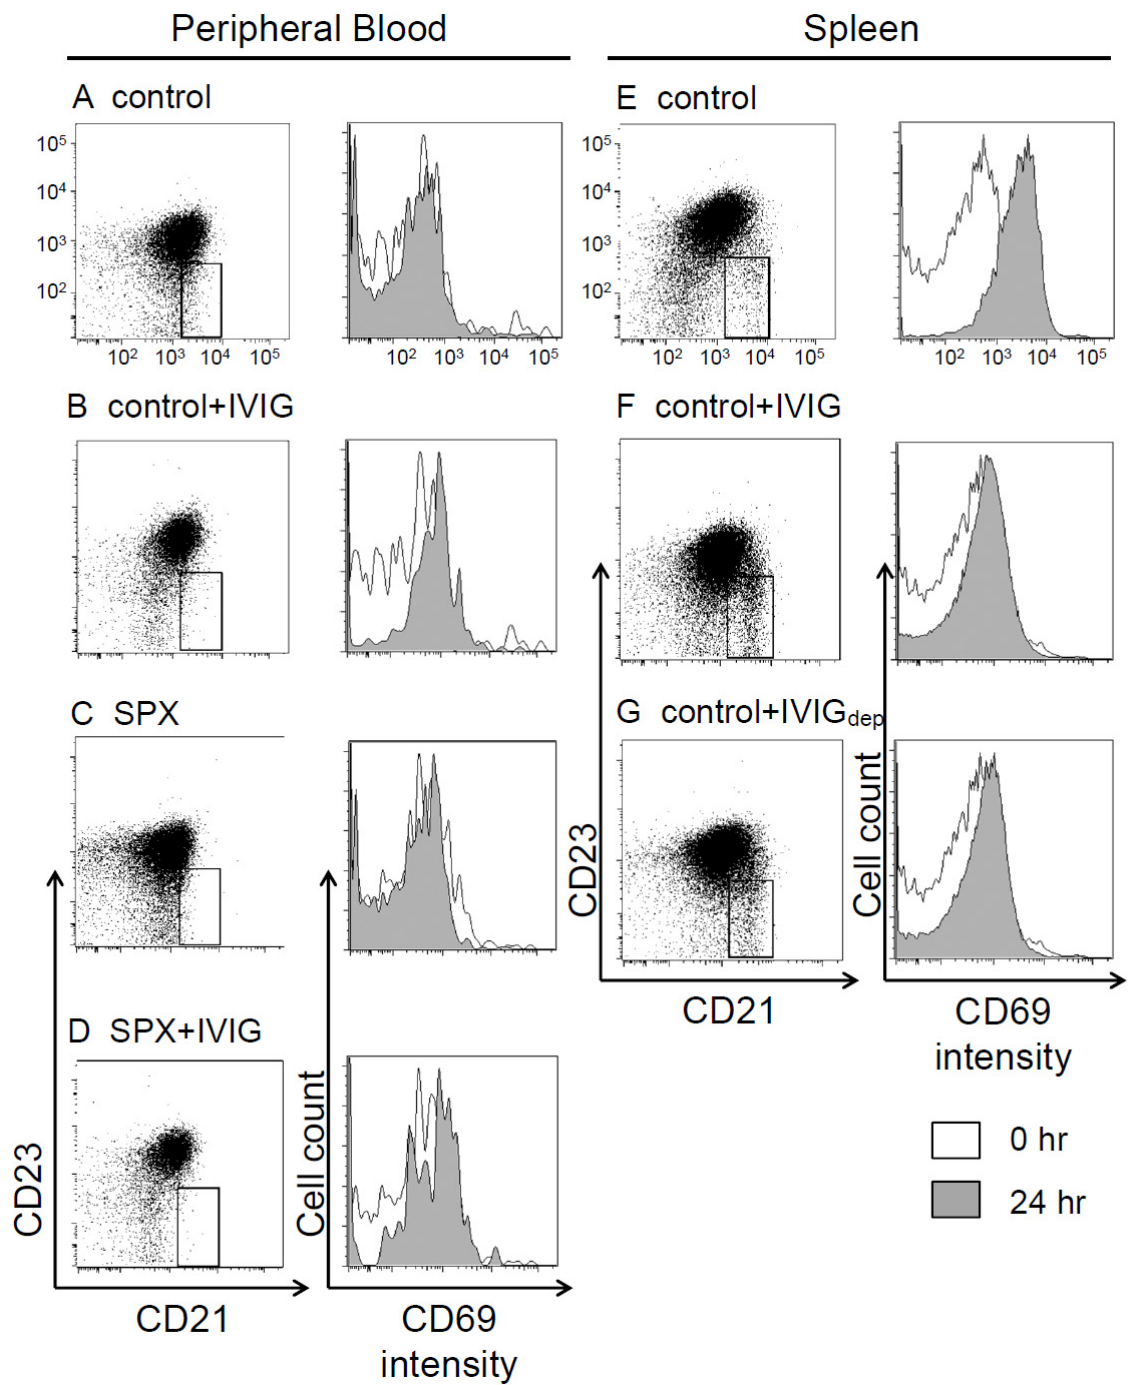 Peripheral Blood
Spleen
A control
E control
10⁵
10⁴
10³
10²
10² 10³ 10⁴ 10⁵
10² 10³ 10⁴ 10⁵
10⁵
10⁴
10³
10²
10² 10³ 10⁴ 10⁵
10² 10³ 10⁴ 10⁵
B control+IVIG
F control+IVIG
C SPX
G control+IVIGdep
CD23
Cell count
CD21
CD69
intensity
D SPX+IVIG
CD23
Cell count
CD21
CD69
intensity
0 hr
24 hr